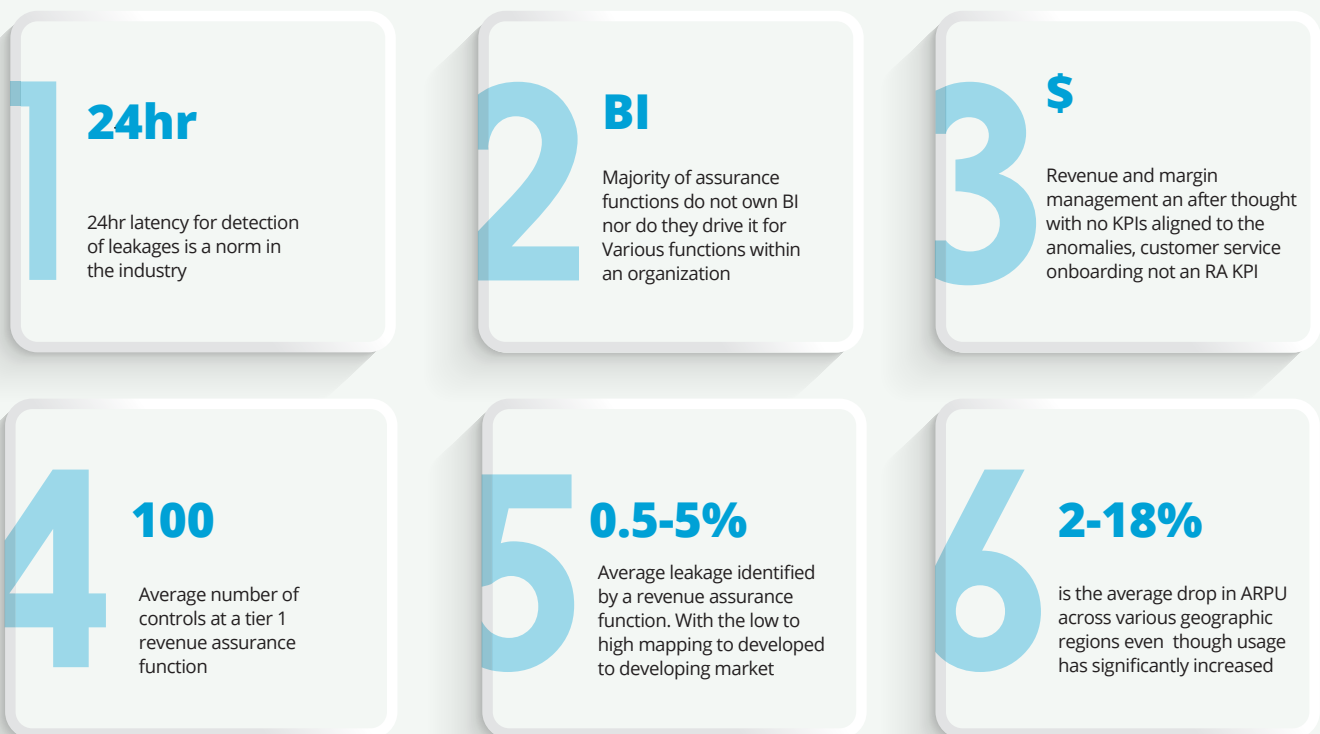 1
24hr
24hr latency for detection
of leakages is a norm in
the industry
2
BI
Majority of assurance
functions do not own BI
nor do they drive it for
Various functions within
an organization
3
$
Revenue and margin
management an after thought
with no KPIs aligned to the
anomalies, customer service
onboarding not an RA KPI
4
100
Average number of
controls at a tier 1
revenue assurance
function
5
0.5-5%
Average leakage identified
by a revenue assurance
function. With the low to
high mapping to developed
to developing market
6
2-18%
is the average drop in ARPU
across various geographic
regions even  though usage
has significantly increased